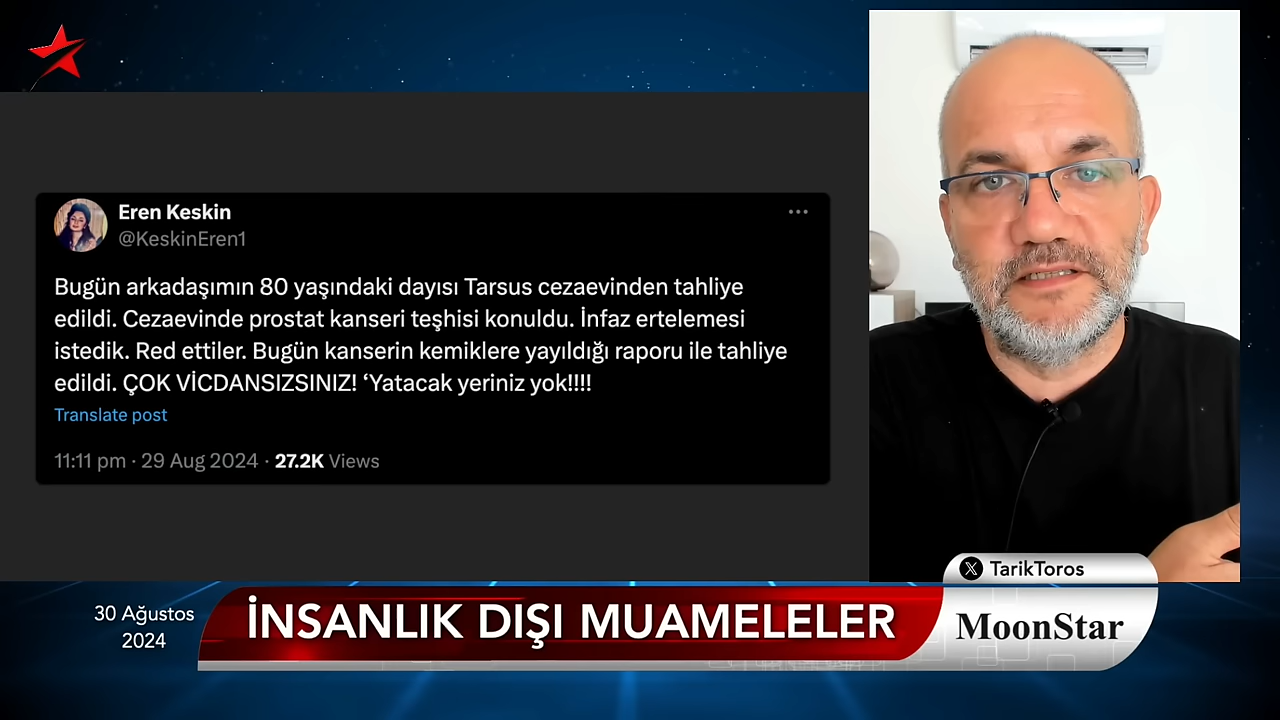 Eren Keskin
@KeskinEren1
Bugün arkadaşımın 80 yaşındaki dayısı Tarsus cezaevinden tahliye
edildi. Cezaevinde prostat kanseri teşhisi konuldu. İnfaz ertelemesi
istedik. Red ettiler. Bugün kanserin kemiklere yayıldığı raporu ile tahliye
edildi. ÇOK VİCDANSIZSINIZ! ‘Yatacak yeriniz yok!!!!
Translate post
11:11 pm · 29 Aug 2024 · 27.2K Views
X TarikToros
30 Ağustos
2024
İNSANLIK DIŞI MUAMELELER
MoonStar